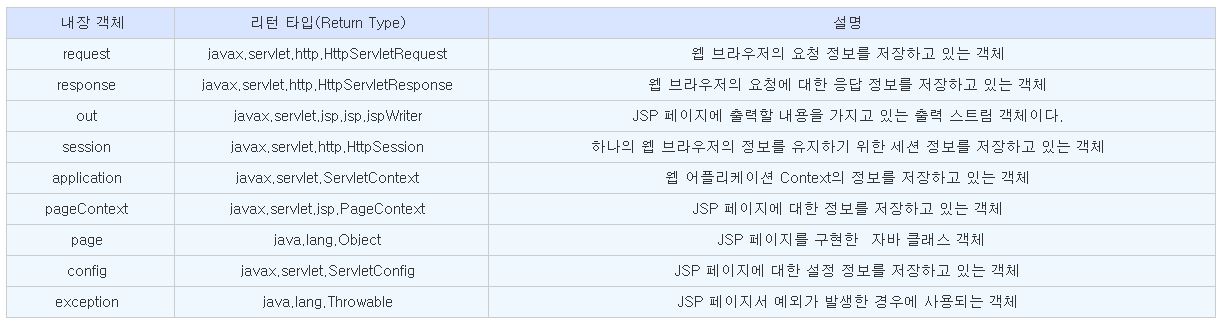 내장 객체 리턴 타입(Return Type) 설명
request javax.servlet.http.HttpServletRequest 웹 브라우저의 요청 정보를 저장하고 있는 객체
response javax.servlet.http.HttpServletResponse 웹 브라우저의 요청에 대한 응답 정보를 저장하고 있는 객체
out javax.servlet.jsp.jsp.jspWriter JSP 페이지에 출력할 내용을 가지고 있는 출력 스트림 객체이다.
session javax.servlet.http.HttpSession 하나의 웹 브라우저의 정보를 유지하기 위한 세션 정보를 저장하고 있는 객체
application javax.servlet.ServletContext 웹 어플리케이션 Context의 정보를 저장하고 있는 객체
pageContext javax.servlet.jsp.PageContext JSP 페이지에 대한 정보를 저장하고 있는 객체
page java.lang.Object JSP 페이지를 구현한 자바 클래스 객체
config javax.servlet.ServletConfig JSP 페이지에 대한 설정 정보를 저장하고 있는 객체
exception java.lang.Throwable JSP 페이지서 예외가 발생한 경우에 사용되는 객체